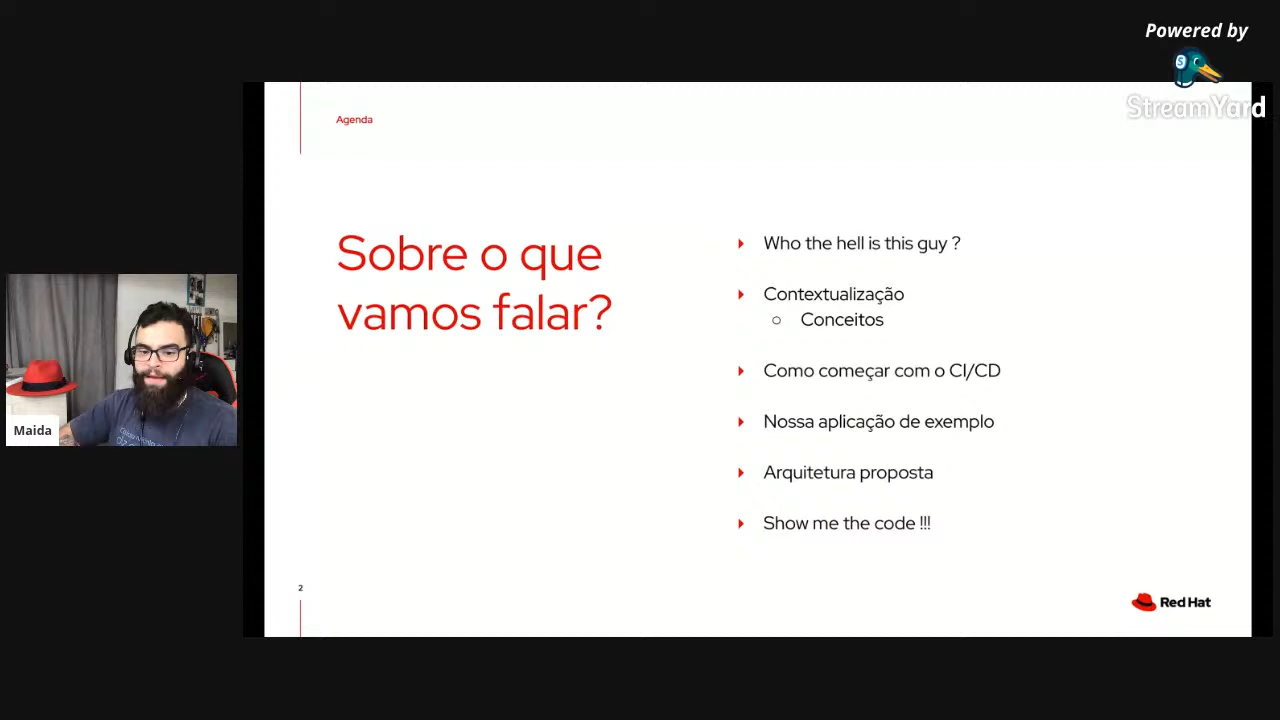 Powered by
StreamYard
Agenda
Sobre o que
vamos falar?
Who the hell is this guy ?
Contextualização
Conceitos
Como começar com o CI/CD
Nossa aplicação de exemplo
Arquitetura proposta
Show me the code !!!
Maida
2
Red Hat